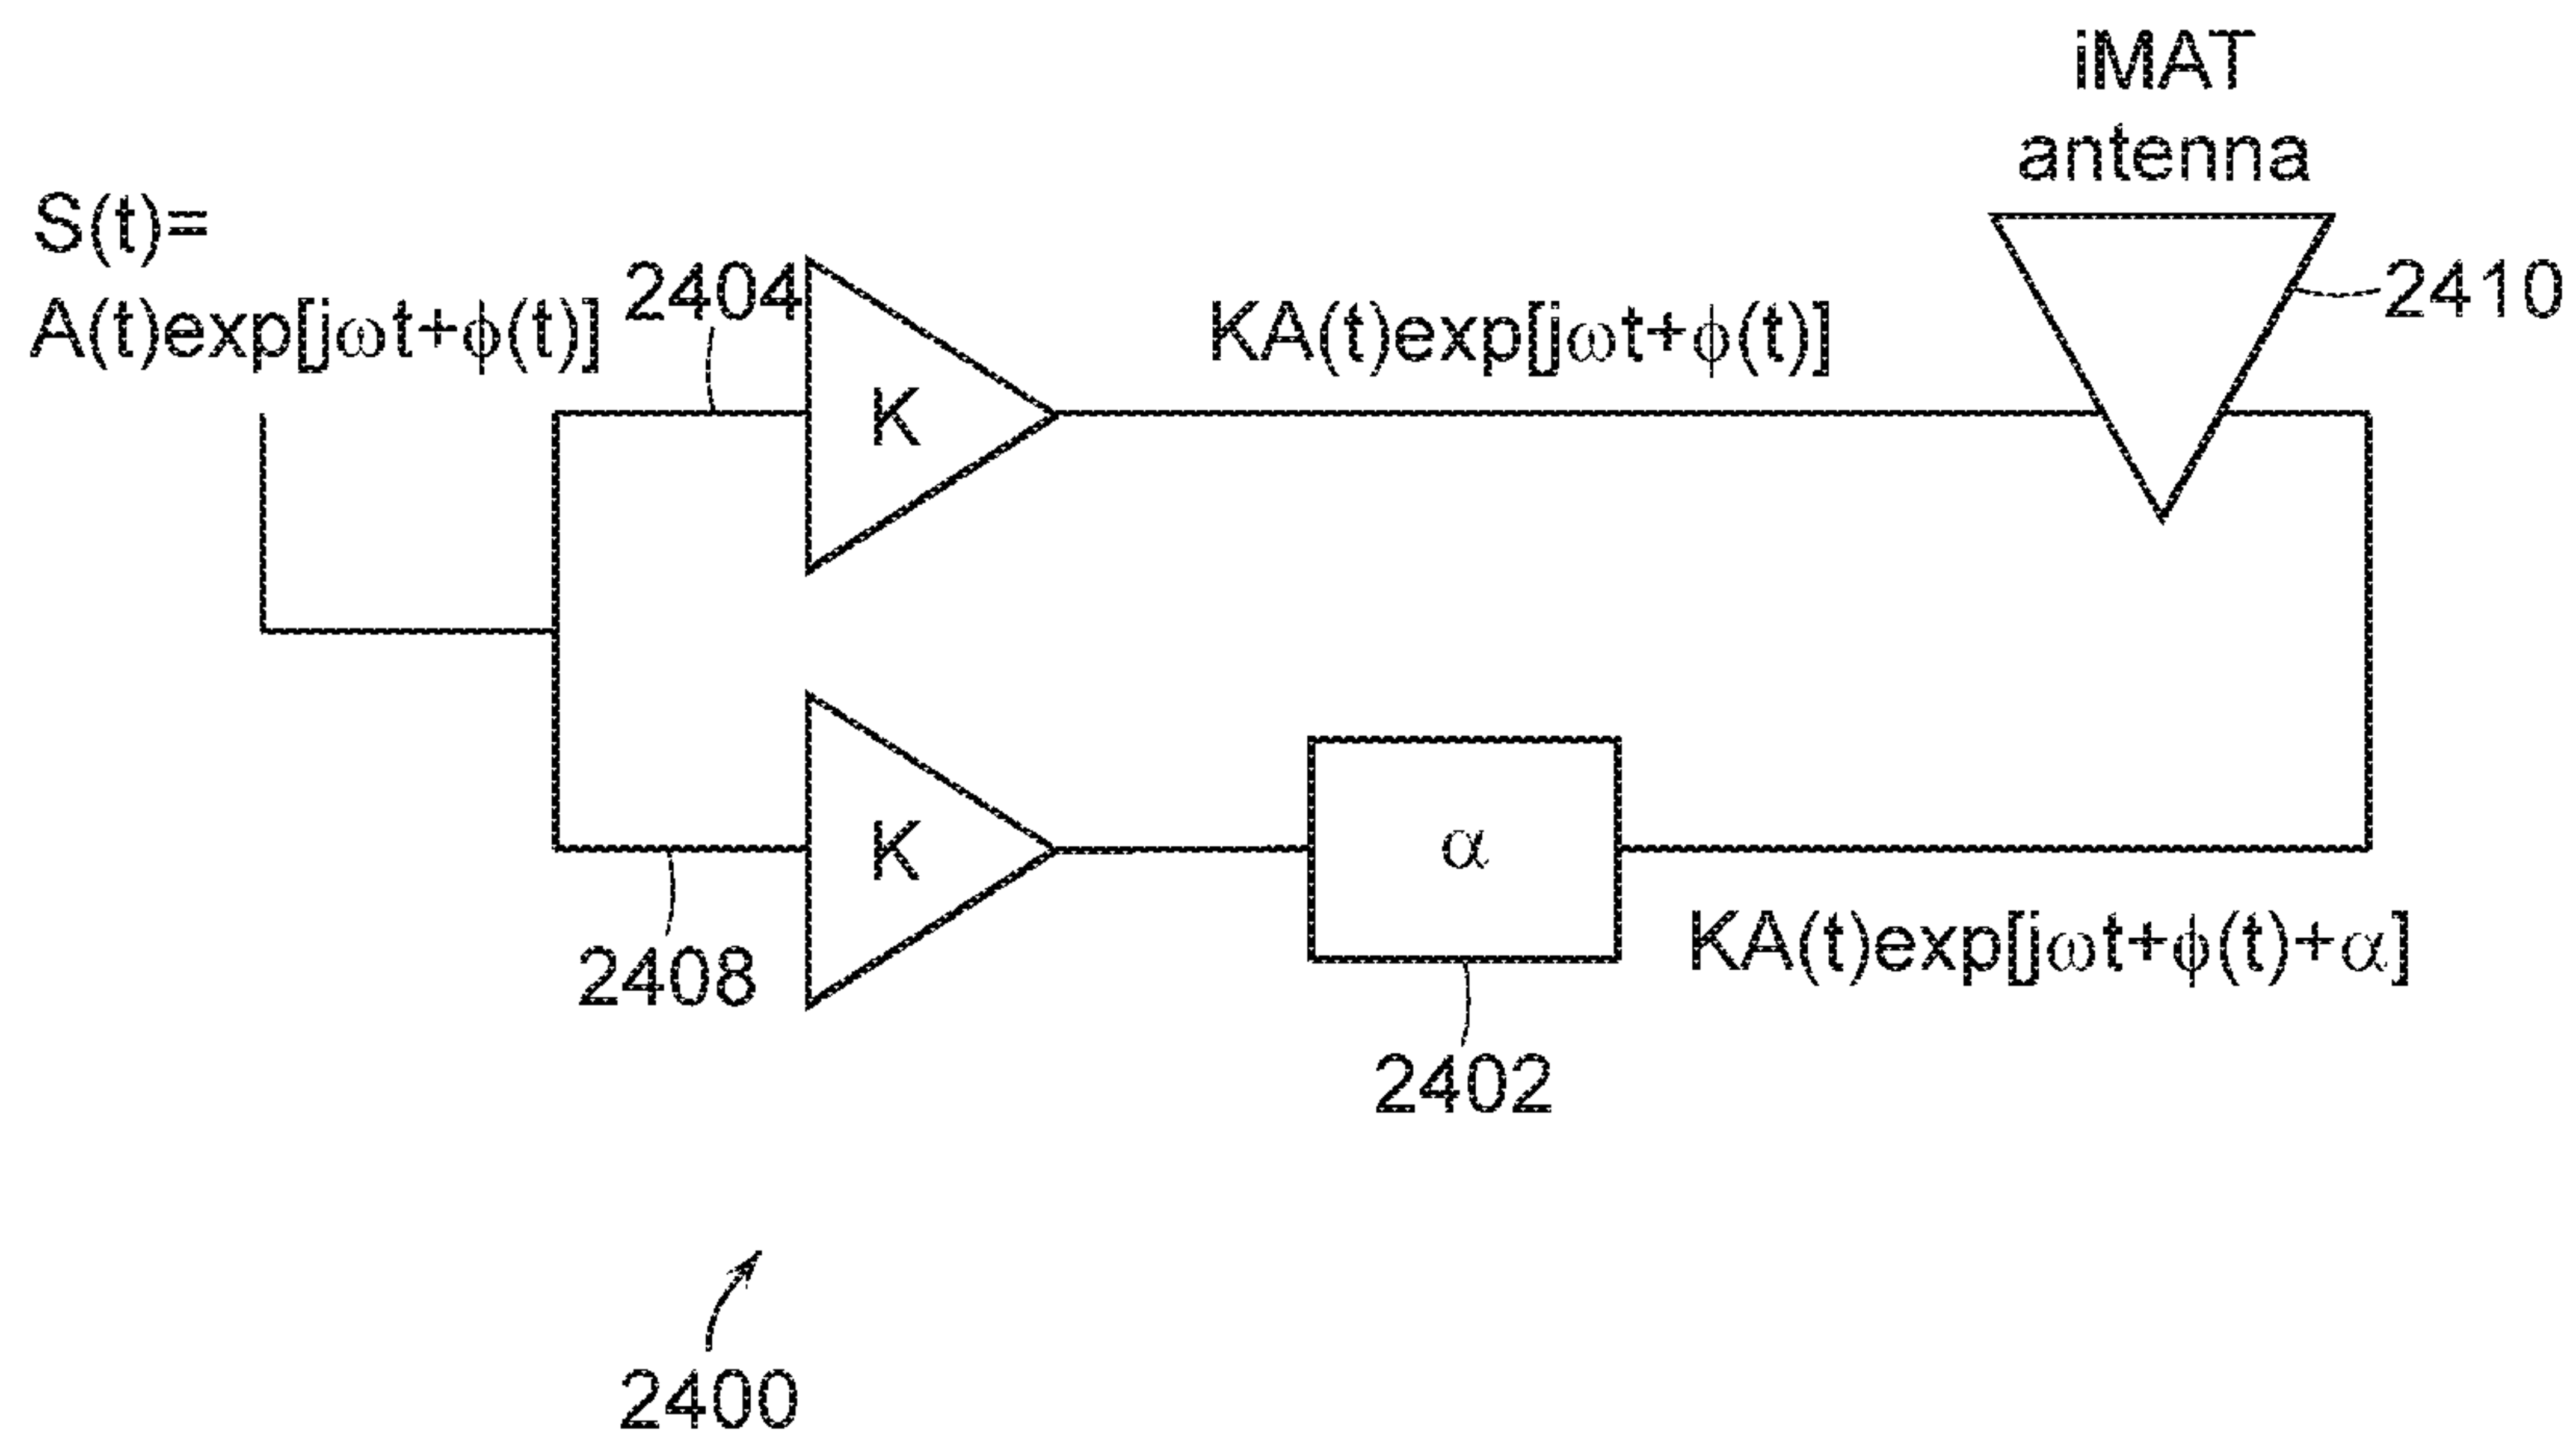 iMAT
antenna
S(t)=
A(t)exp[jωt+ϕ(t)]
2404
KA(t)exp[jωt+ϕ(t)]
2410
K
K
α
2408
KA(t)exp[jωt+ϕ(t)+α]
2402
2400